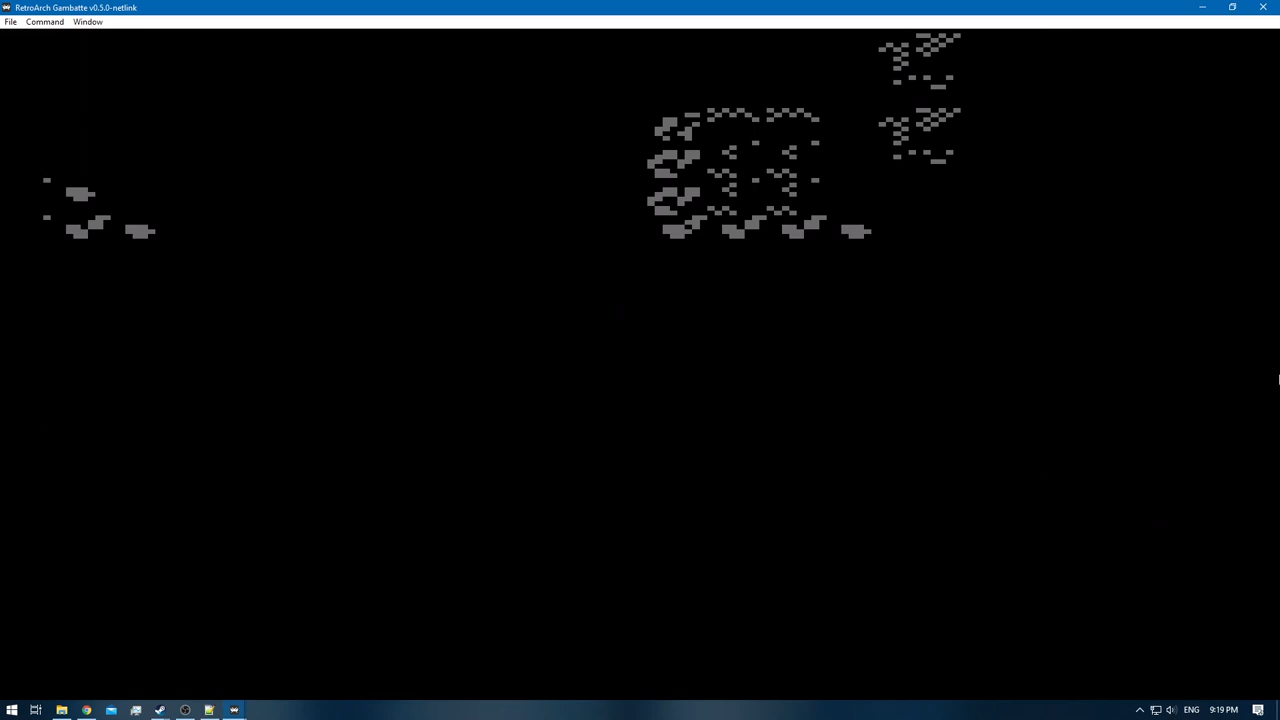 RetroArch Gambatte v0.5.0-netlink
File Command Window
ENG 9:19 PM